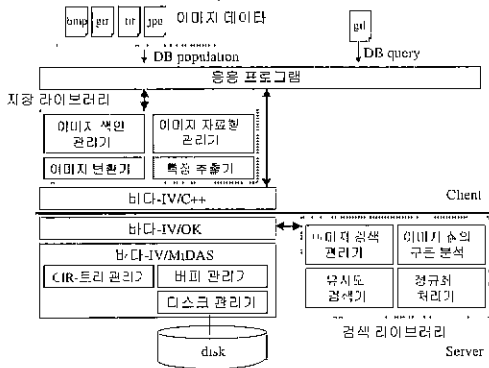 bmp gif tif jpg 이미지 데이타
gif
DB population
DB query
응용 프로그램
저장 라이브러리
이미지 색인
관리기
이미지 자료형
관리기
이미지 변환기
특징 추출기
바다-IV/C++
Client
바다-IV/OK
바다-IV/MiDAS
CIR-트리 관리기
버퍼 관리기
디스크 관리기
이미지 검색
관리기
이미지 질의
구문 분석
유사도
검색기
정규화
처리기
검색 라이브러리
disk
Server